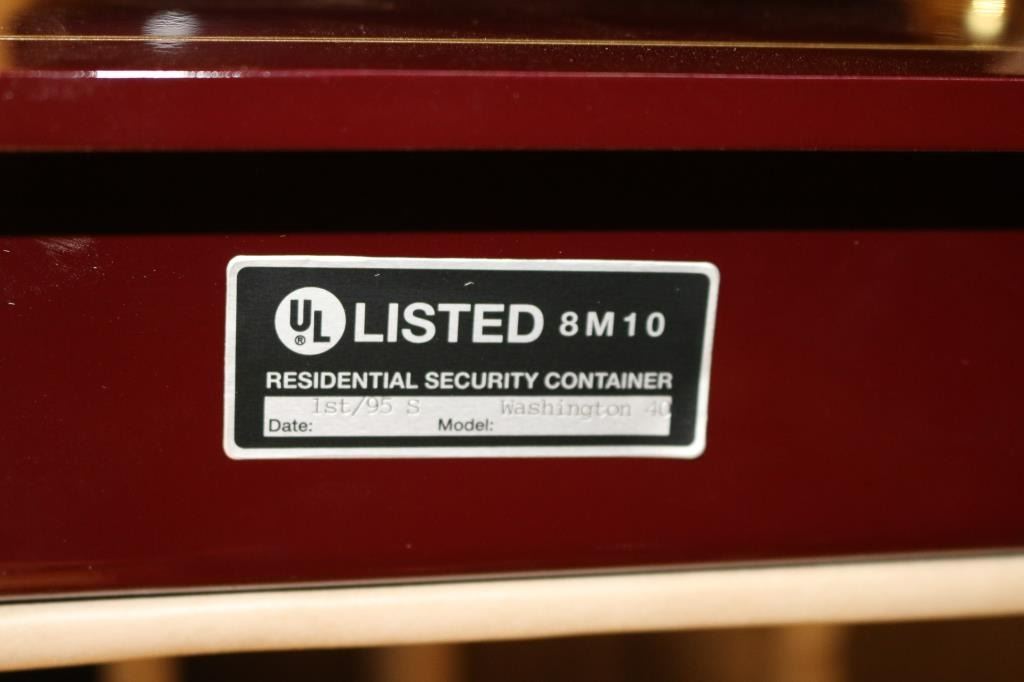 UL® LISTED 8M10
RESIDENTIAL SECURITY CONTAINER
1st/95 S Washington 40
Date: Model: